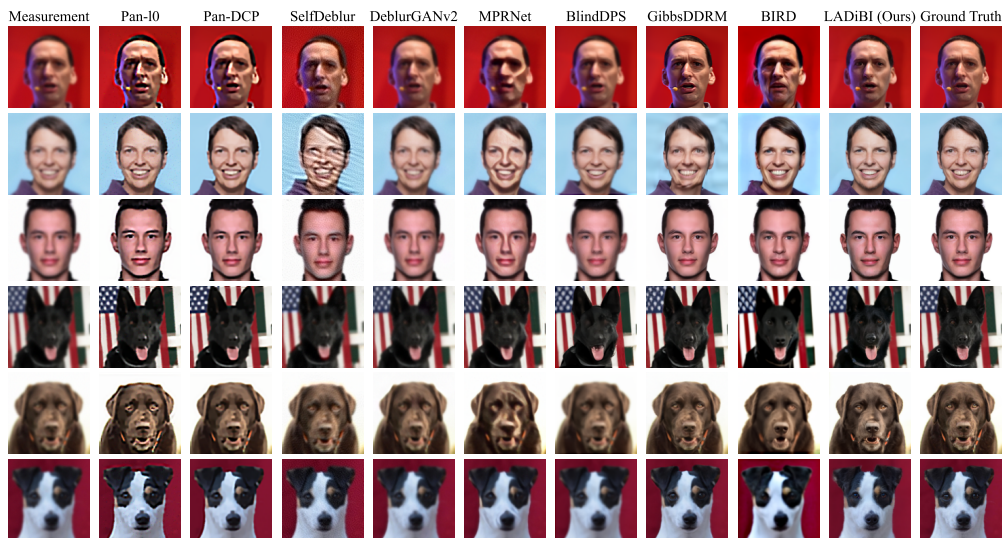 Measurement Pan-l0 Pan-DCP SelfDeblur DeblurGANv2 MPRNet BlindDPS GibbsDDRM BIRD LADiBI (Ours) Ground Truth